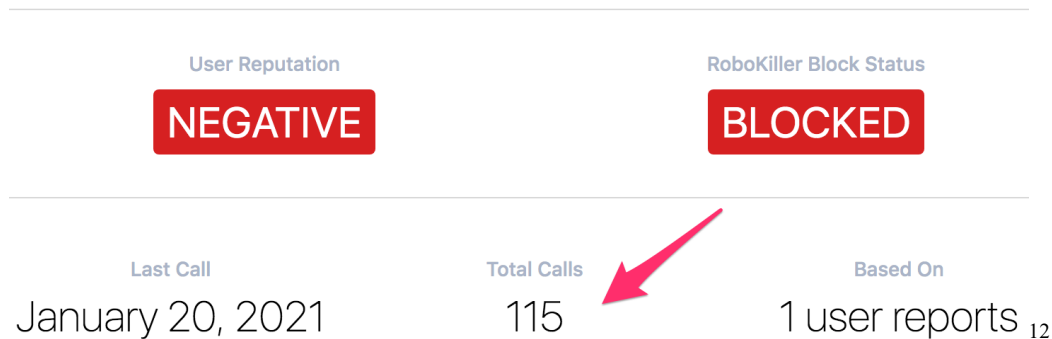 User Reputation RoboKiller Block Status
NEGATIVE BLOCKED
Last Call Total Calls Based On
January 20, 2021 115 1 user reports 12